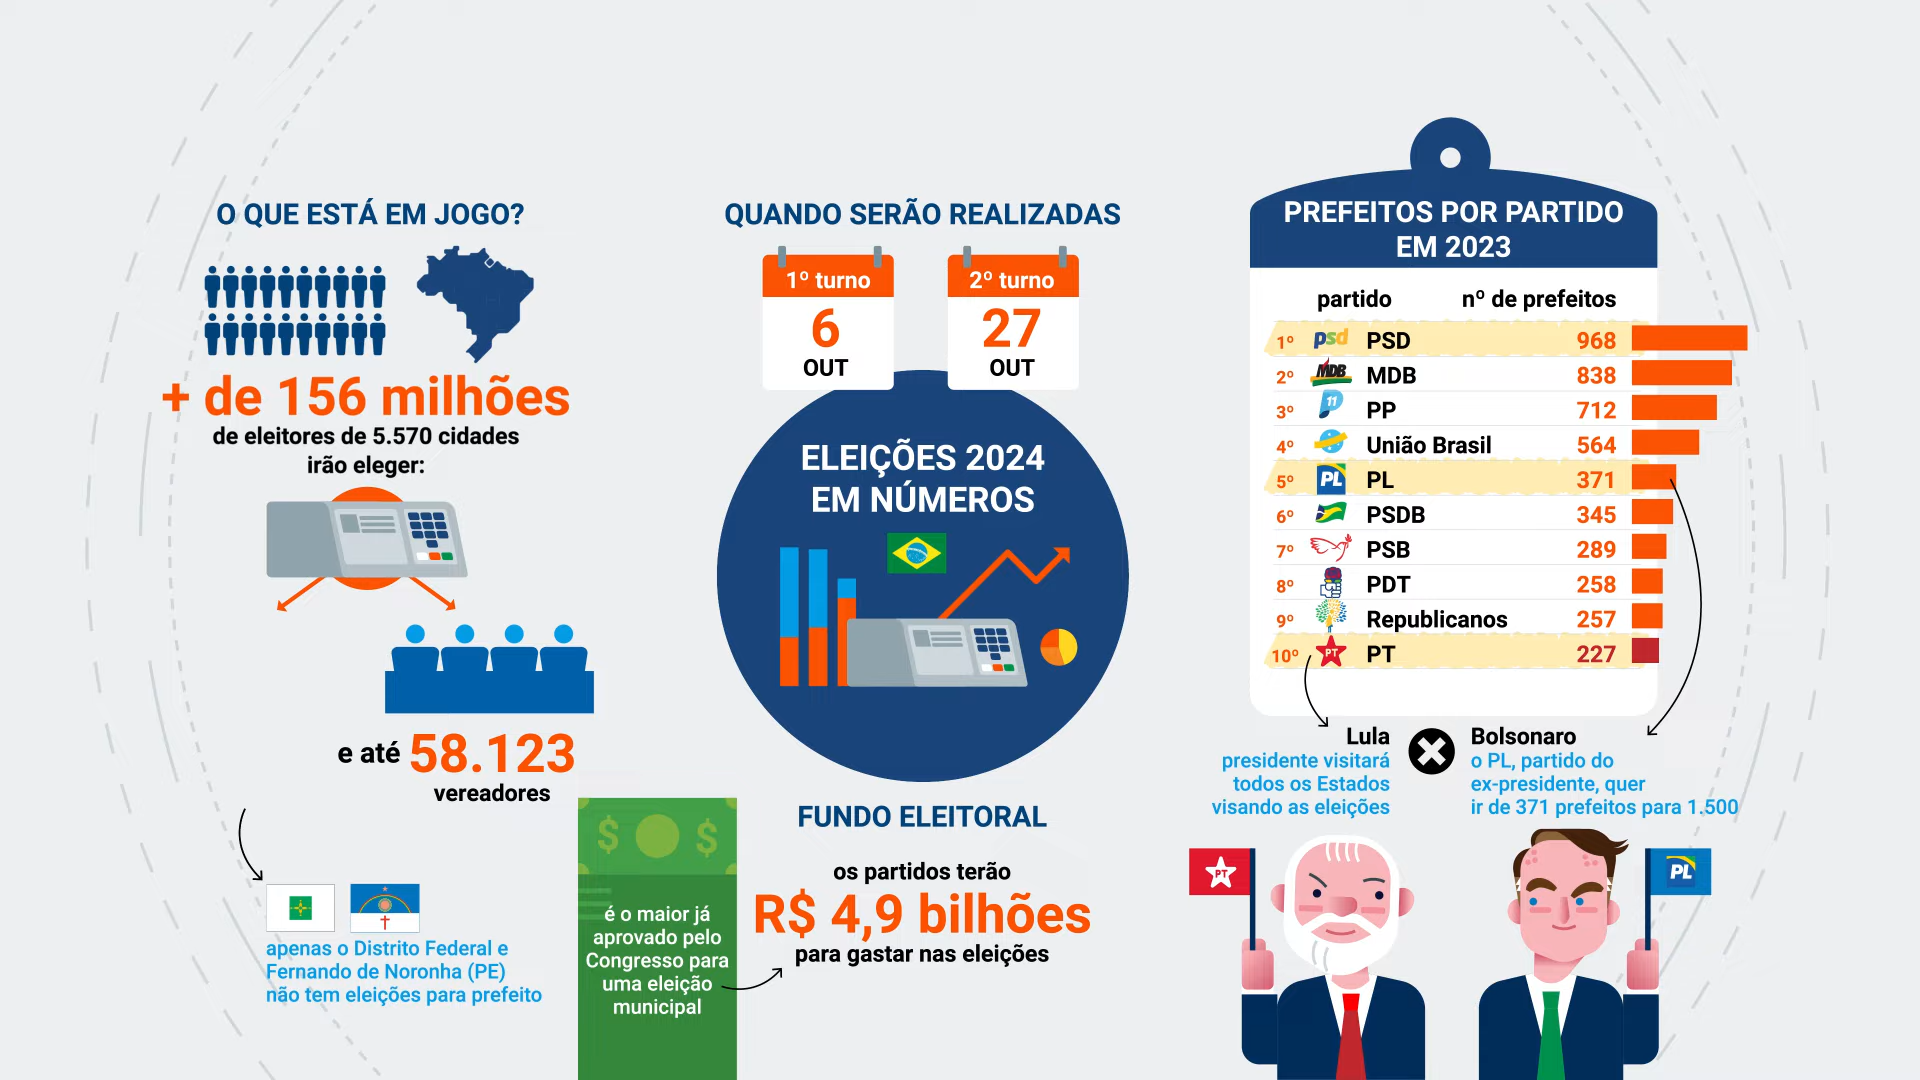 O QUE ESTÁ EM JOGO?
+ de 156 milhões
de eleitores de 5.570 cidades
irão eleger:
e até 58.123
vereadores
apenas o Distrito Federal e
Fernando de Noronha (PE)
não tem eleições para prefeito
QUANDO SERÃO REALIZADAS
1º turno
6
OUT
2º turno
27
OUT
ELEIÇÕES 2024
EM NÚMEROS
FUNDO ELEITORAL
os partidos terão
R$ 4,9 bilhões
para gastar nas eleições
$ $
é o maior já
aprovado pelo
Congresso para
uma eleição
municipal
PREFEITOS POR PARTIDO
EM 2023
partido nº de prefeitos
1º psd PSD 968
2º MDB MDB 838
3º 11 PP 712
4º União Brasil 564
5º PL PL 371
6º PSDB 345
7º PSB 289
8º PDT 258
9º Republicanos 257
10º PT PT 227
Lula
presidente visitará
todos os Estados
visando as eleições
Bolsonaro
o PL, partido do
ex-presidente, quer
ir de 371 prefeitos para 1.500
PT
PL